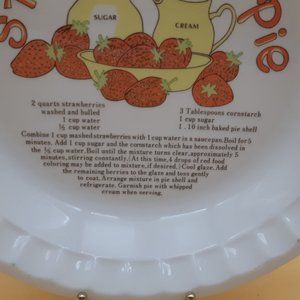 SUGAR
CREAM
pie
2 quarts strawberries
washed and hulled
1 cup water
½ cup water
3 Tablespoons cornstarch
1 cup sugar
1 . 10 inch baked pie shell
Combine 1 cup mashed strawberries with 1 cup water in a saucepan. Boil for 5
minutes. Add 1 cup sugar and the cornstarch which has been dissolved in
the ½ cup water. Boil until the mixture turns clear, approximately 5
minutes, stirring constantly. (At this time, 4 drops of red food
coloring may be added to mixture, if desired.) Cool glaze. Add
the remaining berries to the glaze and toss gently
to coat. Arrange mixture in pie shell and
refrigerate. Garnish pie with whipped
cream when serving.